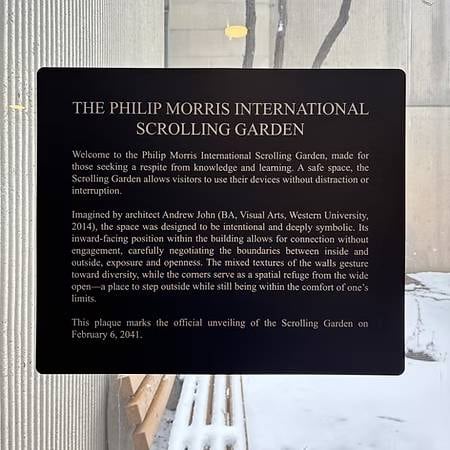 THE PHILIP MORRIS INTERNATIONAL
SCROLLING GARDEN
Welcome to the Philip Morris International Scrolling Garden, made for
those seeking a respite from knowledge and learning. A safe space, the
Scrolling Garden allows visitors to use their devices without distraction or
interruption.
Imagined by architect Andrew John (BA, Visual Arts, Western University,
2014), the space was designed to be intentional and deeply symbolic. Its
inward-facing position within the building allows for connection without
engagement, carefully negotiating the boundaries between inside and
outside, exposure and openness. The mixed textures of the walls gesture
toward diversity, while the corners serve as a spatial refuge from the wide
open—a place to step outside while still being within the comfort of one’s
limits.
This plaque marks the official unveiling of the Scrolling Garden on
February 6, 2041.